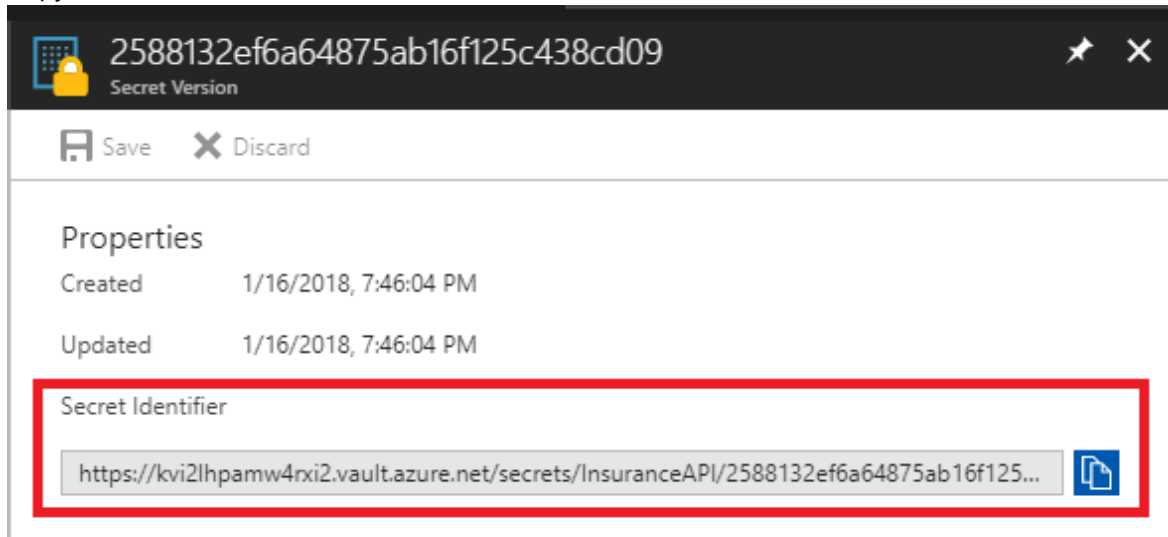 2588132ef6a64875ab16f125c438cd09
Secret Version
Save Discard
Properties
Created 1/16/2018, 7:46:04 PM
Updated 1/16/2018, 7:46:04 PM
Secret Identifier
https://kvi2lhpamw4rxi2.vault.azure.net/secrets/InsuranceAPI/2588132ef6a64875ab16f125...